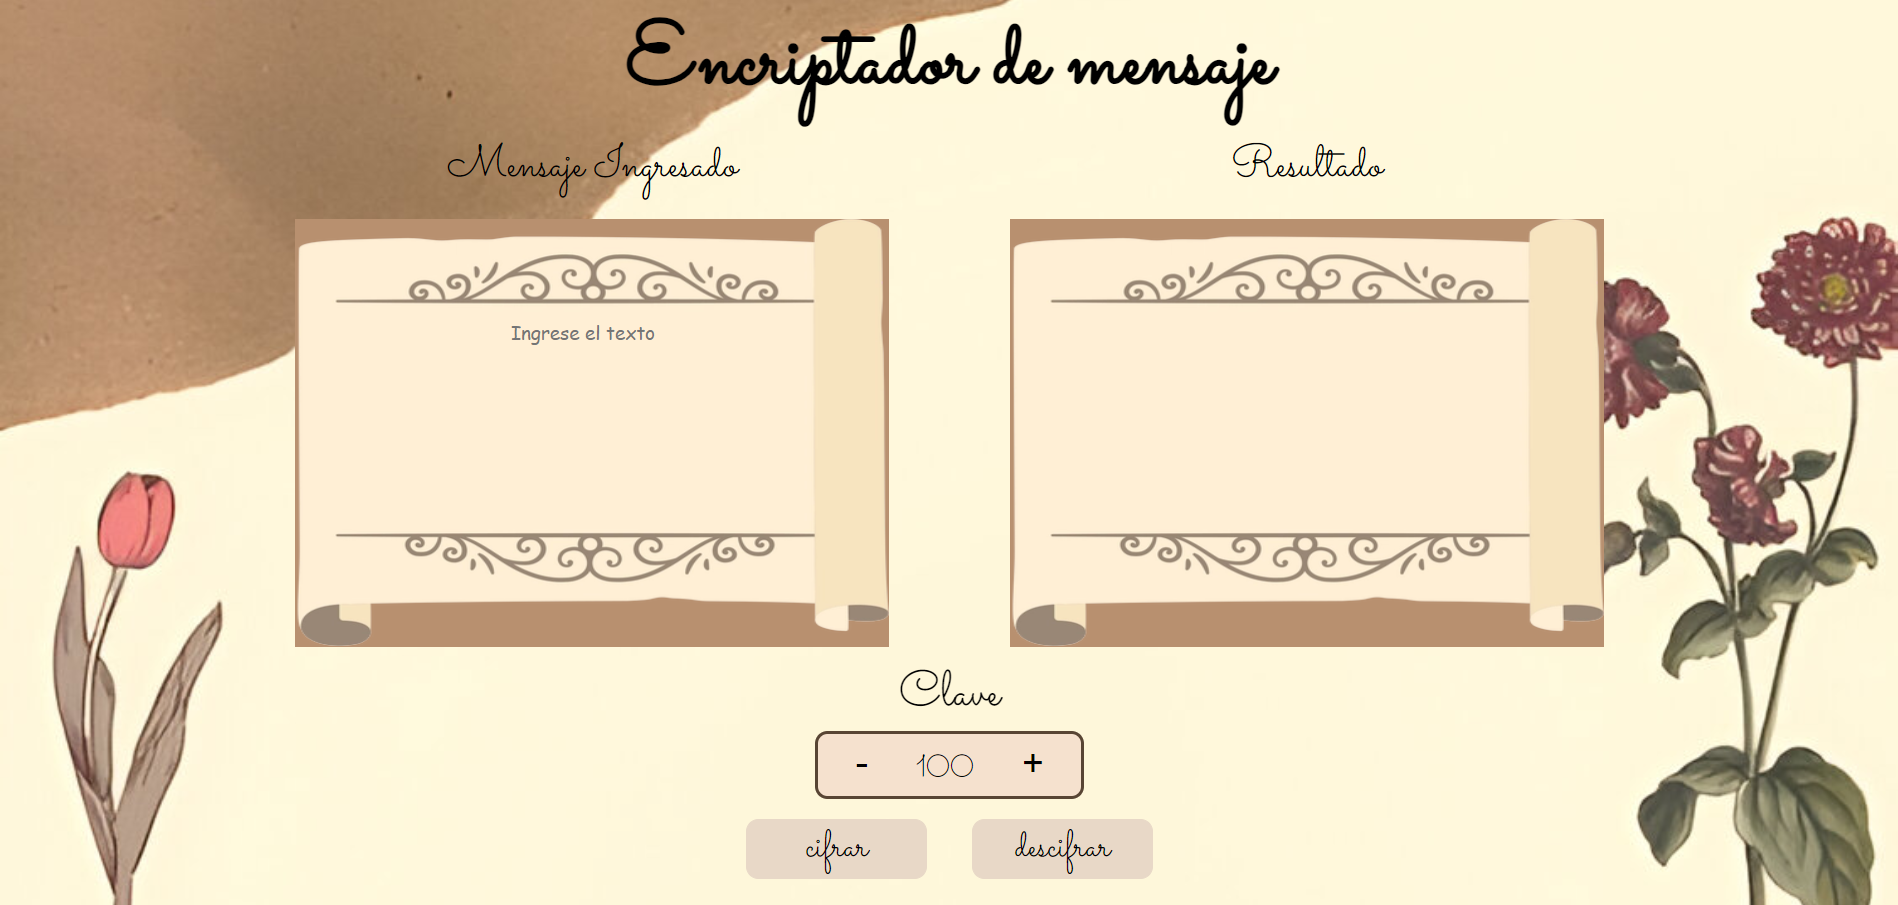 Encriptador de mensaje
Mensaje Ingresado
Resultado
Ingrese el texto
Clave
- 100 +
cifrar
descifrar